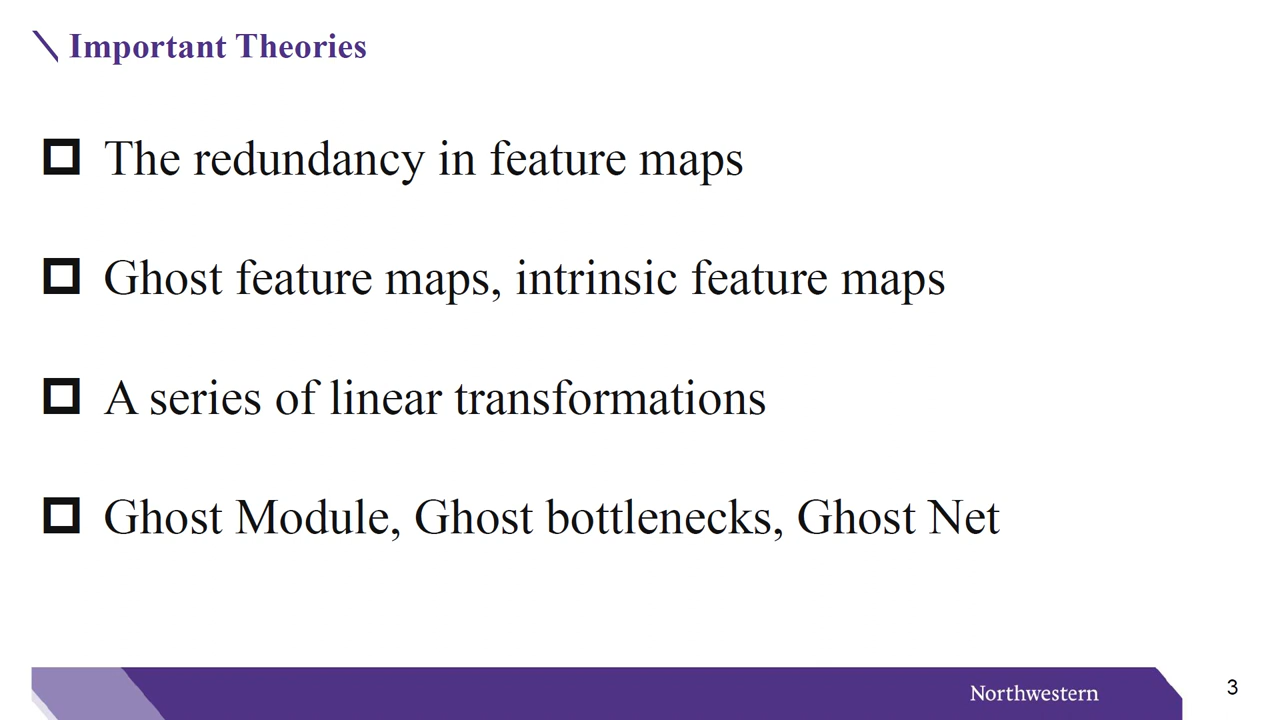 Important Theories
The redundancy in feature maps
Ghost feature maps, intrinsic feature maps
A series of linear transformations
Ghost Module, Ghost bottlenecks, Ghost Net
Northwestern
3